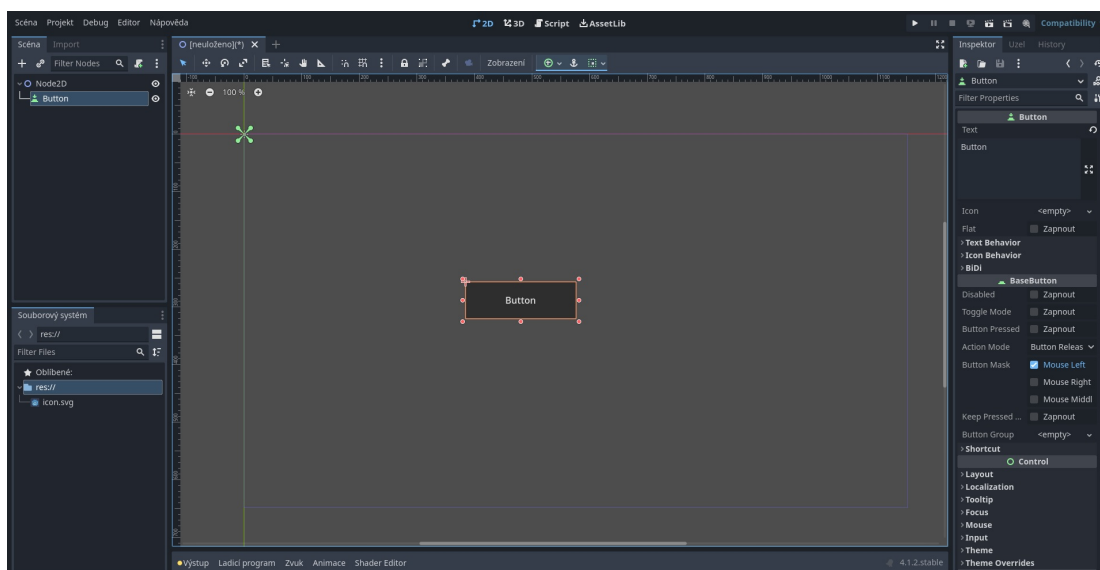 Scéna Projekt Debug Editor Nápověda
2D 3D Script AssetLib
Compatibility
Scéna Import
Filter Nodes
Node2D
Button
Souborový systém
res://
Filter Files
Oblíbené:
res://
icon.svg
[neuloženo](*)
Zobrazení
100 %
Button
Výstup Ladicí program Zvuk Animace Shader Editor
4.1.2.stable
Inspektor Uzel History
Button
Filter Properties
Button
Text
Button
Icon <empty>
Flat Zapnout
Text Behavior
Icon Behavior
BiDi
BaseButton
Disabled Zapnout
Toggle Mode Zapnout
Button Pressed Zapnout
Action Mode Button Releas
Button Mask Mouse Left
Mouse Right
Mouse Middl
Keep Pressed ... Zapnout
Button Group <empty>
Shortcut
Control
Layout
Localization
Tooltip
Focus
Mouse
Input
Theme
Theme Overrides